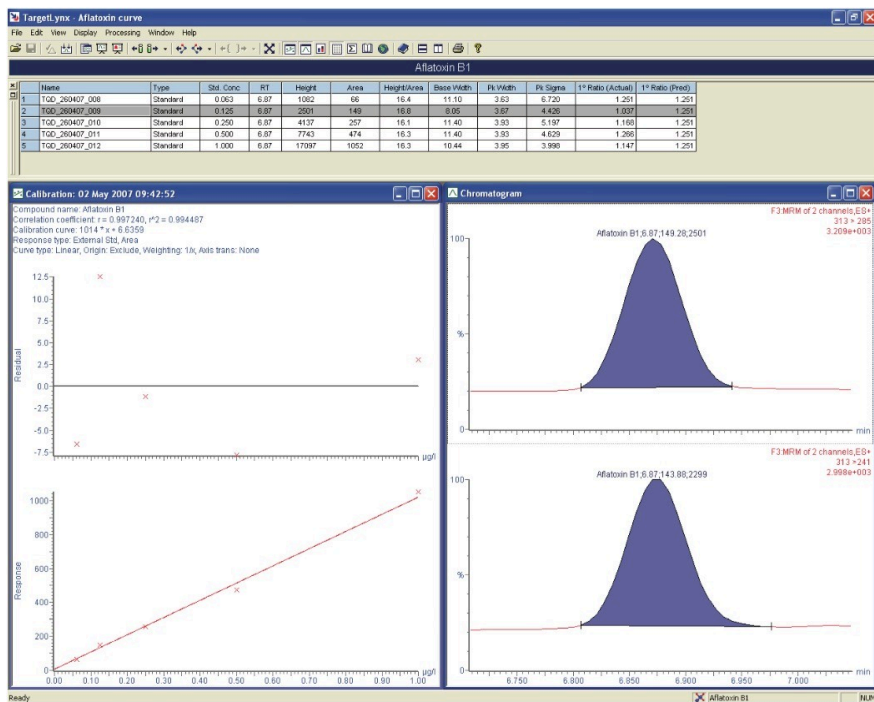 TargetLynx - Aflatoxin curve
File Edit View Display Processing Window Help
Aflatoxin B1
Name Type Std. Conc RT Height Area Height/Area Base Width Pk Width Pk Sigma 1° Ratio (Actual) 1° Ratio (Pred)
1 TQD_260407_008 Standard 0.063 6.87 1082 66 16.4 11.10 3.63 6.720 1.251 1.251
2 TQD_260407_009 Standard 0.125 6.87 2501 149 16.8 8.05 3.67 4.426 1.037 1.251
3 TQD_260407_010 Standard 0.250 6.87 4137 257 16.1 11.40 3.93 5.197 1.168 1.251
4 TQD_260407_011 Standard 0.500 6.87 7743 474 16.3 11.40 3.93 4.629 1.266 1.251
5 TQD_260407_012 Standard 1.000 6.87 17097 1052 16.3 10.44 3.95 3.998 1.147 1.251
Calibration: 02 May 2007 09:42:52
Compound name: Aflatoxin B1
Correlation coefficient: r = 0.997240, r^2 = 0.994487
Calibration curve: 1014 * x + 6.6359
Response type: External Std, Area
Curve type: Linear, Origin: Exclude, Weighting: 1/x, Axis trans: None
12.5
10.0
7.5
5.0
2.5
0.0
-2.5
-5.0
-7.5
Residual
µg/l
1000
800
600
400
200
0
Response
0.00 0.10 0.20 0.30 0.40 0.50 0.60 0.70 0.80 0.90 1.00
µg/l
Chromatogram
F3:MRM of 2 channels,ES+
313 > 285
3.209e+003
Aflatoxin B1;6.87;149.28;2501
100
%
0
min
F3:MRM of 2 channels,ES+
313 >241
2.998e+003
Aflatoxin B1;6.87;143.88;2299
100
%
0
min
6.750 6.800 6.850 6.900 6.950 7.000
Ready
Aflatoxin B1
NUM